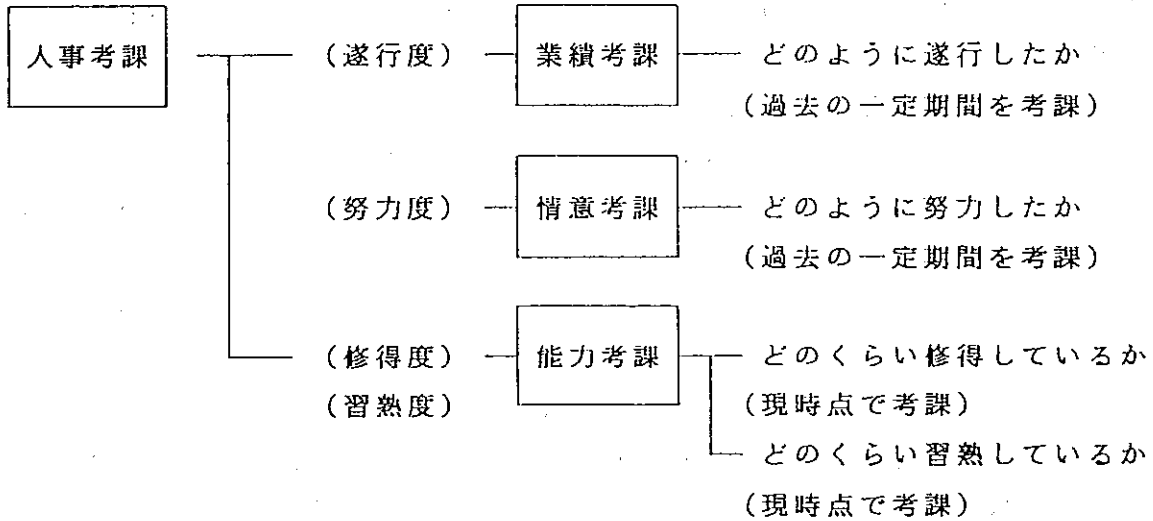 人事考課 (遂行度) 業績考課 どのように遂行したか
(過去の一定期間を考課)
(努力度) 情意考課 どのように努力したか
(過去の一定期間を考課)
(修得度) 能力考課 どのくらい修得しているか
(習熟度) (現時点で考課)
どのくらい習熟しているか
(現時点で考課)